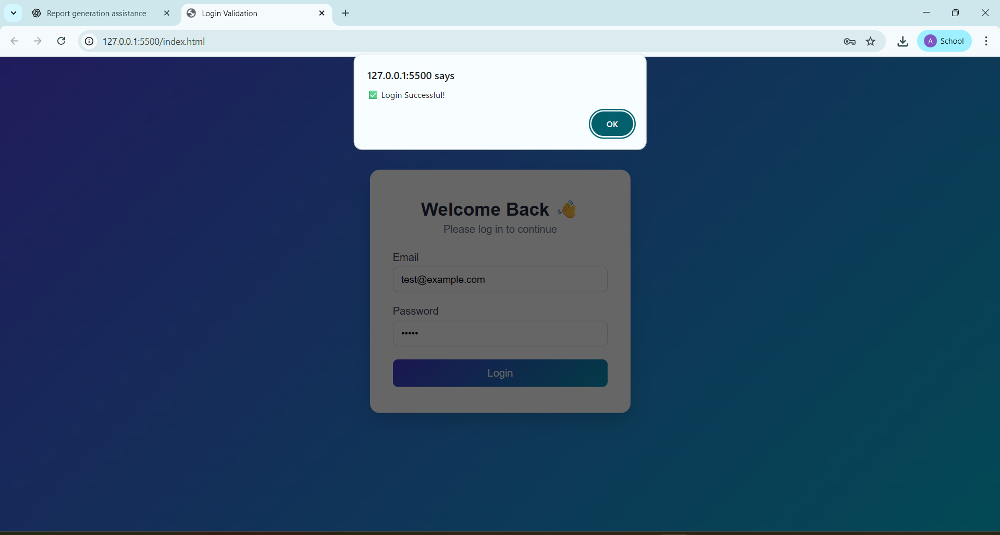 Report generation assistance
Login Validation
127.0.0.1:5500/index.html
A School
127.0.0.1:5500 says
✅ Login Successful!
OK
Welcome Back 👋
Please log in to continue
Email
test@example.com
Password
•••••
Login